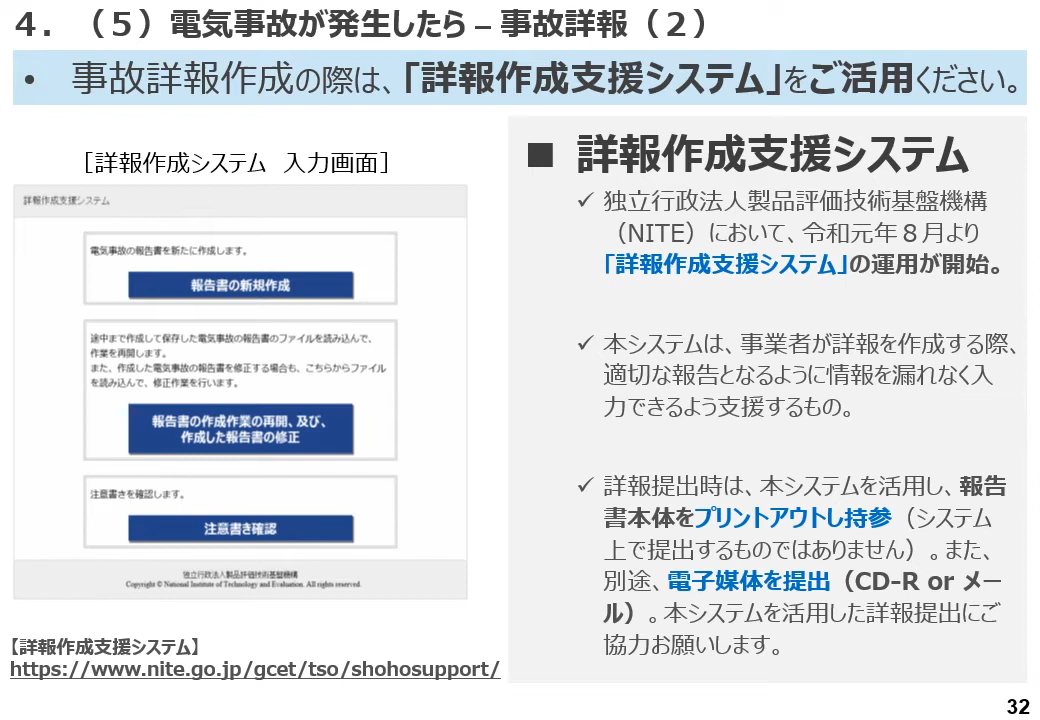 ４．（５）電気事故が発生したら – 事故詳報（２）
• 事故詳報作成の際は、「詳報作成支援システム」をご活用ください。
［詳報作成システム　入力画面］
詳報作成支援システム
電気事故の報告書を新たに作成します。
報告書の新規作成
途中まで作成して保存した電気事故の報告書のファイルを読み込んで、
作業を再開します。
また、作成した電気事故の報告書を修正する場合も、こちらからファイル
を読み込んで、修正作業を行います。
報告書の作成作業の再開、及び、
作成した報告書の修正
注意書きを確認します。
注意書き確認
独立行政法人製品評価技術基盤機構
Copyright © National Institute of Technology and Evaluation. All rights reserved.
【詳報作成支援システム】
https://www.nite.go.jp/gcet/tso/shohosupport/
■ 詳報作成支援システム
✓ 独立行政法人製品評価技術基盤機構
（NITE）において、令和元年８月より
「詳報作成支援システム」の運用が開始。
✓ 本システムは、事業者が詳報を作成する際、
適切な報告となるように情報を漏れなく入
力できるよう支援するもの。
✓ 詳報提出時は、本システムを活用し、報告
書本体をプリントアウトし持参（システム
上で提出するものではありません）。また、
別途、電子媒体を提出（CD-R or メー
ル）。本システムを活用した詳報提出にご
協力お願いします。
32